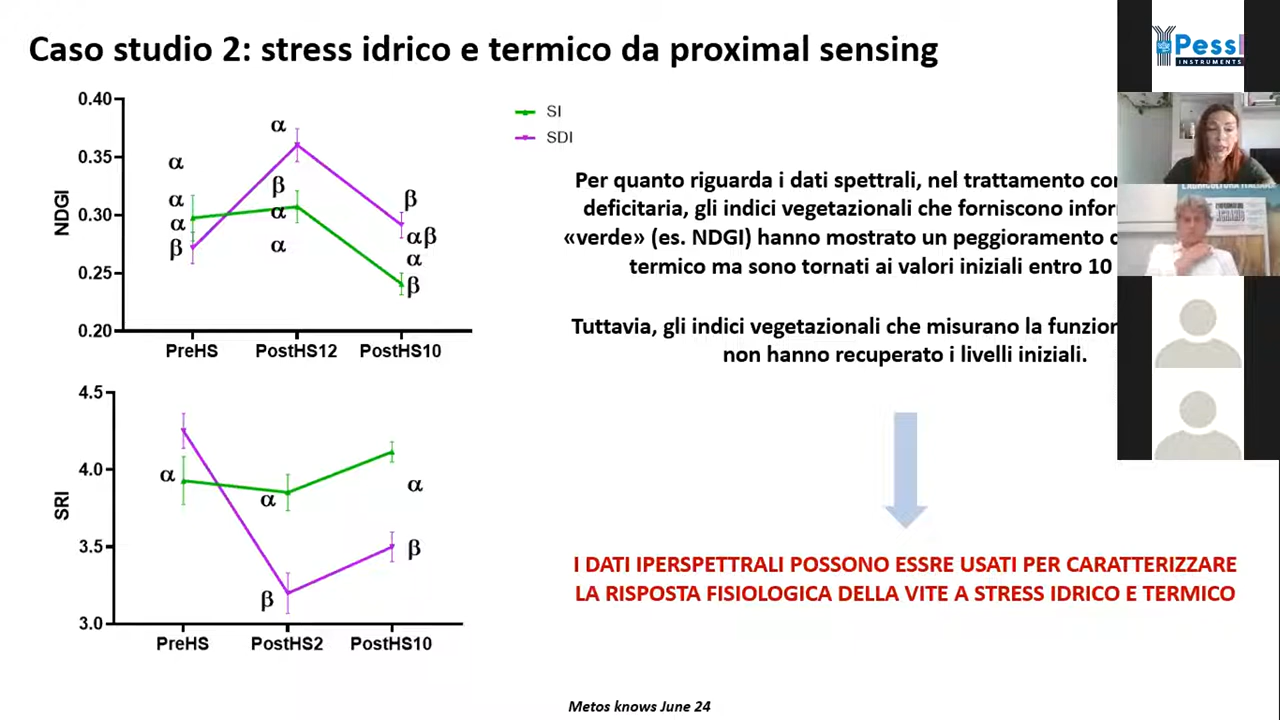 Caso studio 2: stress idrico e termico da proximal sensing
Pessl
INSTRUMENTS
0.40
0.35
0.30
0.25
0.20
NDGI
α
α
α
β
α
β
α
α
β
αβ
α
β
PreHS
PostHS12
PostHS10
SI
SDI
Per quanto riguarda i dati spettrali, nel trattamento
deficitaria, gli indici vegetazionali che forniscono
«verde» (es. NDGI) hanno mostrato un peggioramento
termico ma sono tornati ai valori iniziali entro 10
Tuttavia, gli indici vegetazionali che misurano la
non hanno recuperato i livelli iniziali.
4.5
4.0
3.5
3.0
SRI
α
α
β
α
β
PreHS
PostHS2
PostHS10
I DATI IPERSPETTRALI POSSONO ESSRE USATI PER CARATTERIZZARE
LA RISPOSTA FISIOLOGICA DELLA VITE A STRESS IDRICO E TERMICO
Metos knows June 24